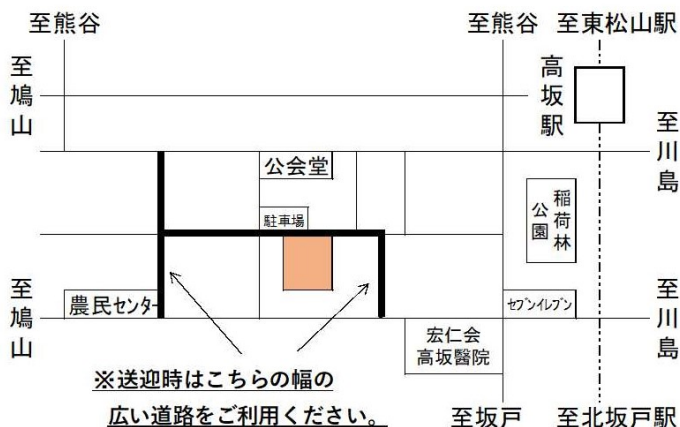 至熊谷
至熊谷
至東松山駅
至鳩山
高坂駅
至川島
公会堂
稲荷林
公園
駐車場
至鳩山
農民センター
セブンイレブン
至川島
宏仁会
高坂醫院
※送迎時はこちらの幅の
広い道路をご利用ください。
至坂戸
至北坂戸駅